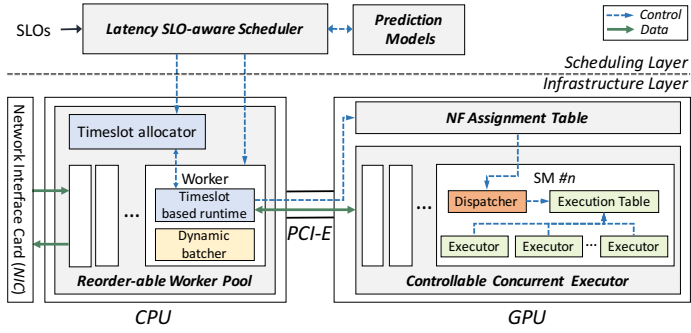 SLOs
Latency SLO-aware Scheduler
Prediction
Models
Control
Data
Scheduling Layer
Infrastructure Layer
Network Interface Card (NIC)
Timeslot allocator
...
Worker
Timeslot
based runtime
Dynamic
batcher
Reorder-able Worker Pool
CPU
PCI-E
NF Assignment Table
...
SM #n
Dispatcher
Execution Table
Executor
Executor
...
Executor
Controllable Concurrent Executor
GPU